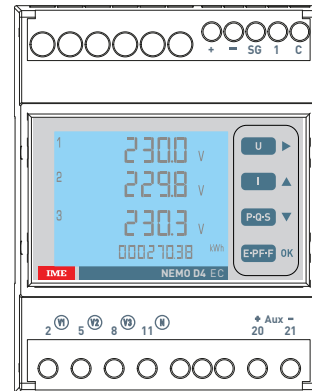 + – SG 1 C
1 230.0 V
U
2 229.8 V
I
3 230.3 V
P•Q•S
00027038 kWh
E•PF•F OK
IME NEMO D4 EC
2 V1 5 V2 8 V3 11 N
+ Aux –
20 21